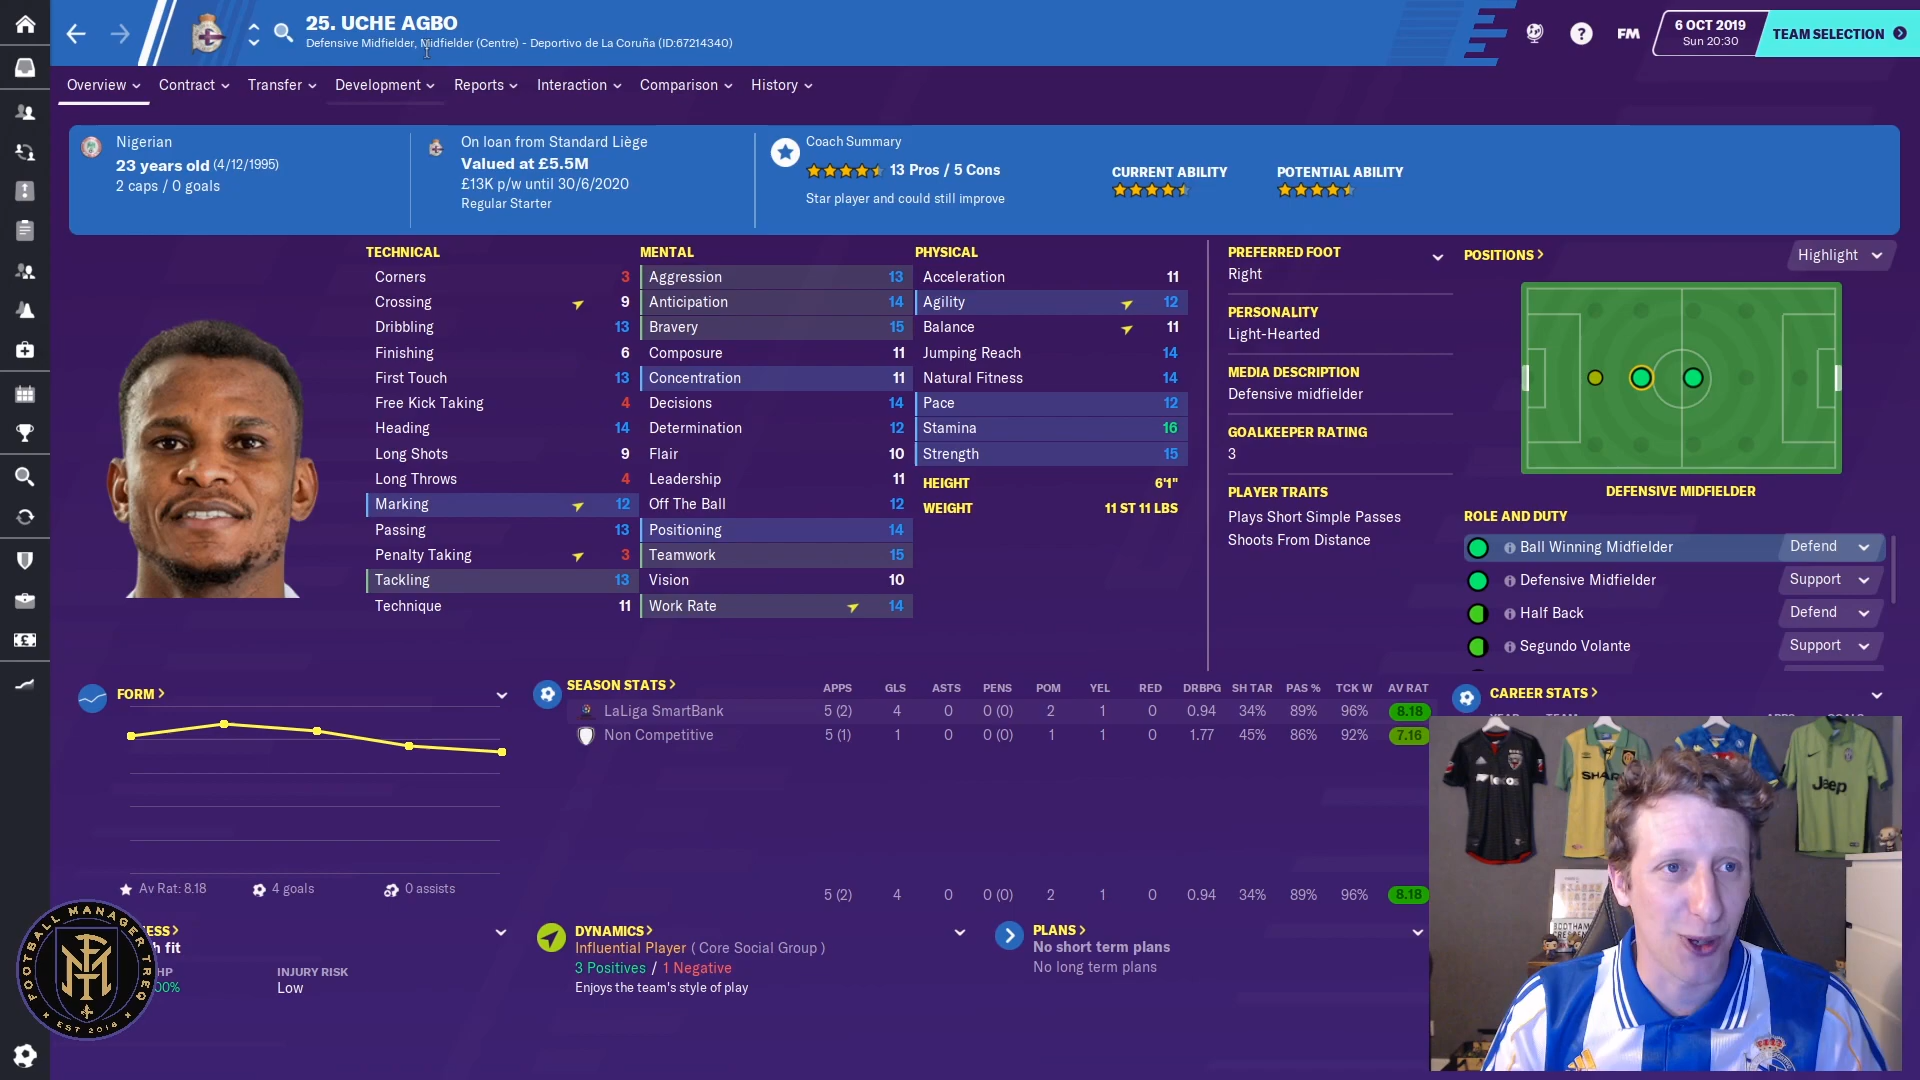 25. UCHE AGBO
Defensive Midfielder, Midfielder (Centre) - Deportivo de La Coruña (ID:67214340)
FM
6 OCT 2019
Sun 20:30
TEAM SELECTION
Overview
Contract
Transfer
Development
Reports
Interaction
Comparison
History
Nigerian
23 years old (4/12/1995)
2 caps / 0 goals
On loan from Standard Liège
Valued at £5.5M
£13K p/w until 30/6/2020
Regular Starter
Coach Summary
13 Pros / 5 Cons
Star player and could still improve
CURRENT ABILITY
POTENTIAL ABILITY
TECHNICAL
Corners 3
Crossing 9
Dribbling 13
Finishing 6
First Touch 13
Free Kick Taking 4
Heading 14
Long Shots 9
Long Throws 4
Marking 12
Passing 13
Penalty Taking 3
Tackling 13
Technique 11
MENTAL
Aggression 13
Anticipation 14
Bravery 15
Composure 11
Concentration 11
Decisions 14
Determination 12
Flair 10
Leadership 11
Off The Ball 12
Positioning 14
Teamwork 15
Vision 10
Work Rate 14
PHYSICAL
Acceleration 11
Agility 12
Balance 11
Jumping Reach 14
Natural Fitness 14
Pace 12
Stamina 16
Strength 15
HEIGHT 6'1"
WEIGHT 11 ST 11 LBS
PREFERRED FOOT
Right
PERSONALITY
Light-Hearted
MEDIA DESCRIPTION
Defensive midfielder
GOALKEEPER RATING
3
PLAYER TRAITS
Plays Short Simple Passes
Shoots From Distance
POSITIONS
Highlight
DEFENSIVE MIDFIELDER
ROLE AND DUTY
Ball Winning Midfielder Defend
Defensive Midfielder Support
Half Back Defend
Segundo Volante Support
FORM
Av Rat: 8.18
4 goals
0 assists
SEASON STATS APPS GLS ASTS PENS POM YEL RED DRBPG SH TAR PAS % TCK W AV RAT
LaLiga SmartBank 5 (2) 4 0 0 (0) 2 1 0 0.94 34% 89% 96% 8.18
Non Competitive 5 (1) 1 0 0 (0) 1 1 0 1.77 45% 86% 92% 7.16
5 (2) 4 0 0 (0) 2 1 0 0.94 34% 89% 96% 8.18
CAREER STATS
Jeep
FOOTBALL MANAGER TREQ
EST 2018
INJURY RISK
Low
DYNAMICS
Influential Player ( Core Social Group )
3 Positives / 1 Negative
Enjoys the team's style of play
PLANS
No short term plans
No long term plans